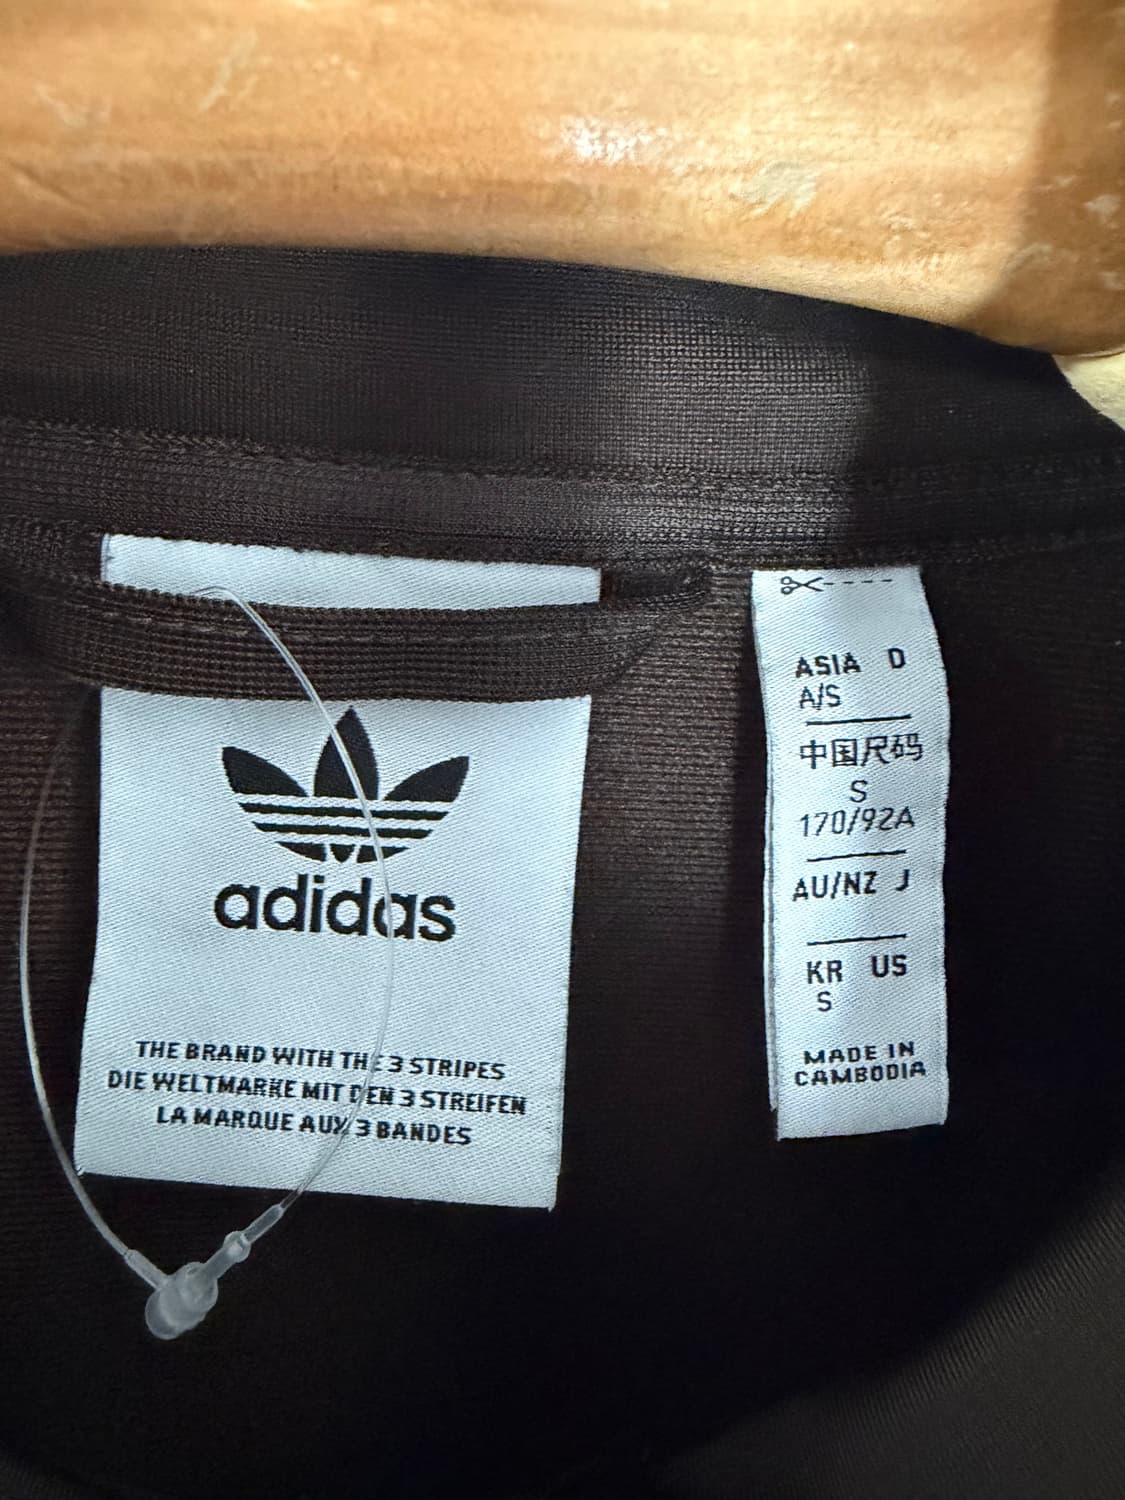 adidas
THE BRAND WITH THE 3 STRIPES
DIE WELTMARKE MIT DEN 3 STREIFEN
LA MARQUE AUX 3 BANDES
ASIA D
A/S
中国尺码
S
170/92A
AU/NZ J
KR US
S
MADE IN
CAMBODIA